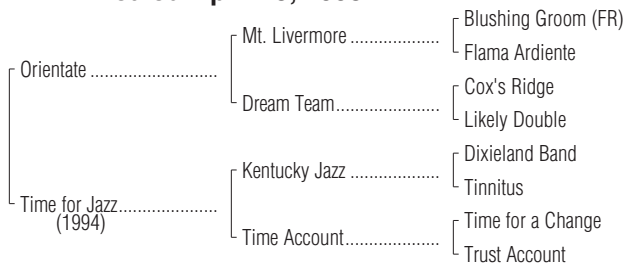 Blushing Groom (FR)
Mt. Livermore ....................
Flama Ardiente
Orientate ............................
Cox's Ridge
Dream Team.......................
Likely Double
Dixieland Band
Kentucky Jazz ....................
Tinnitus
Time for Jazz......................
(1994)
Time for a Change
Time Account.....................
Trust Account